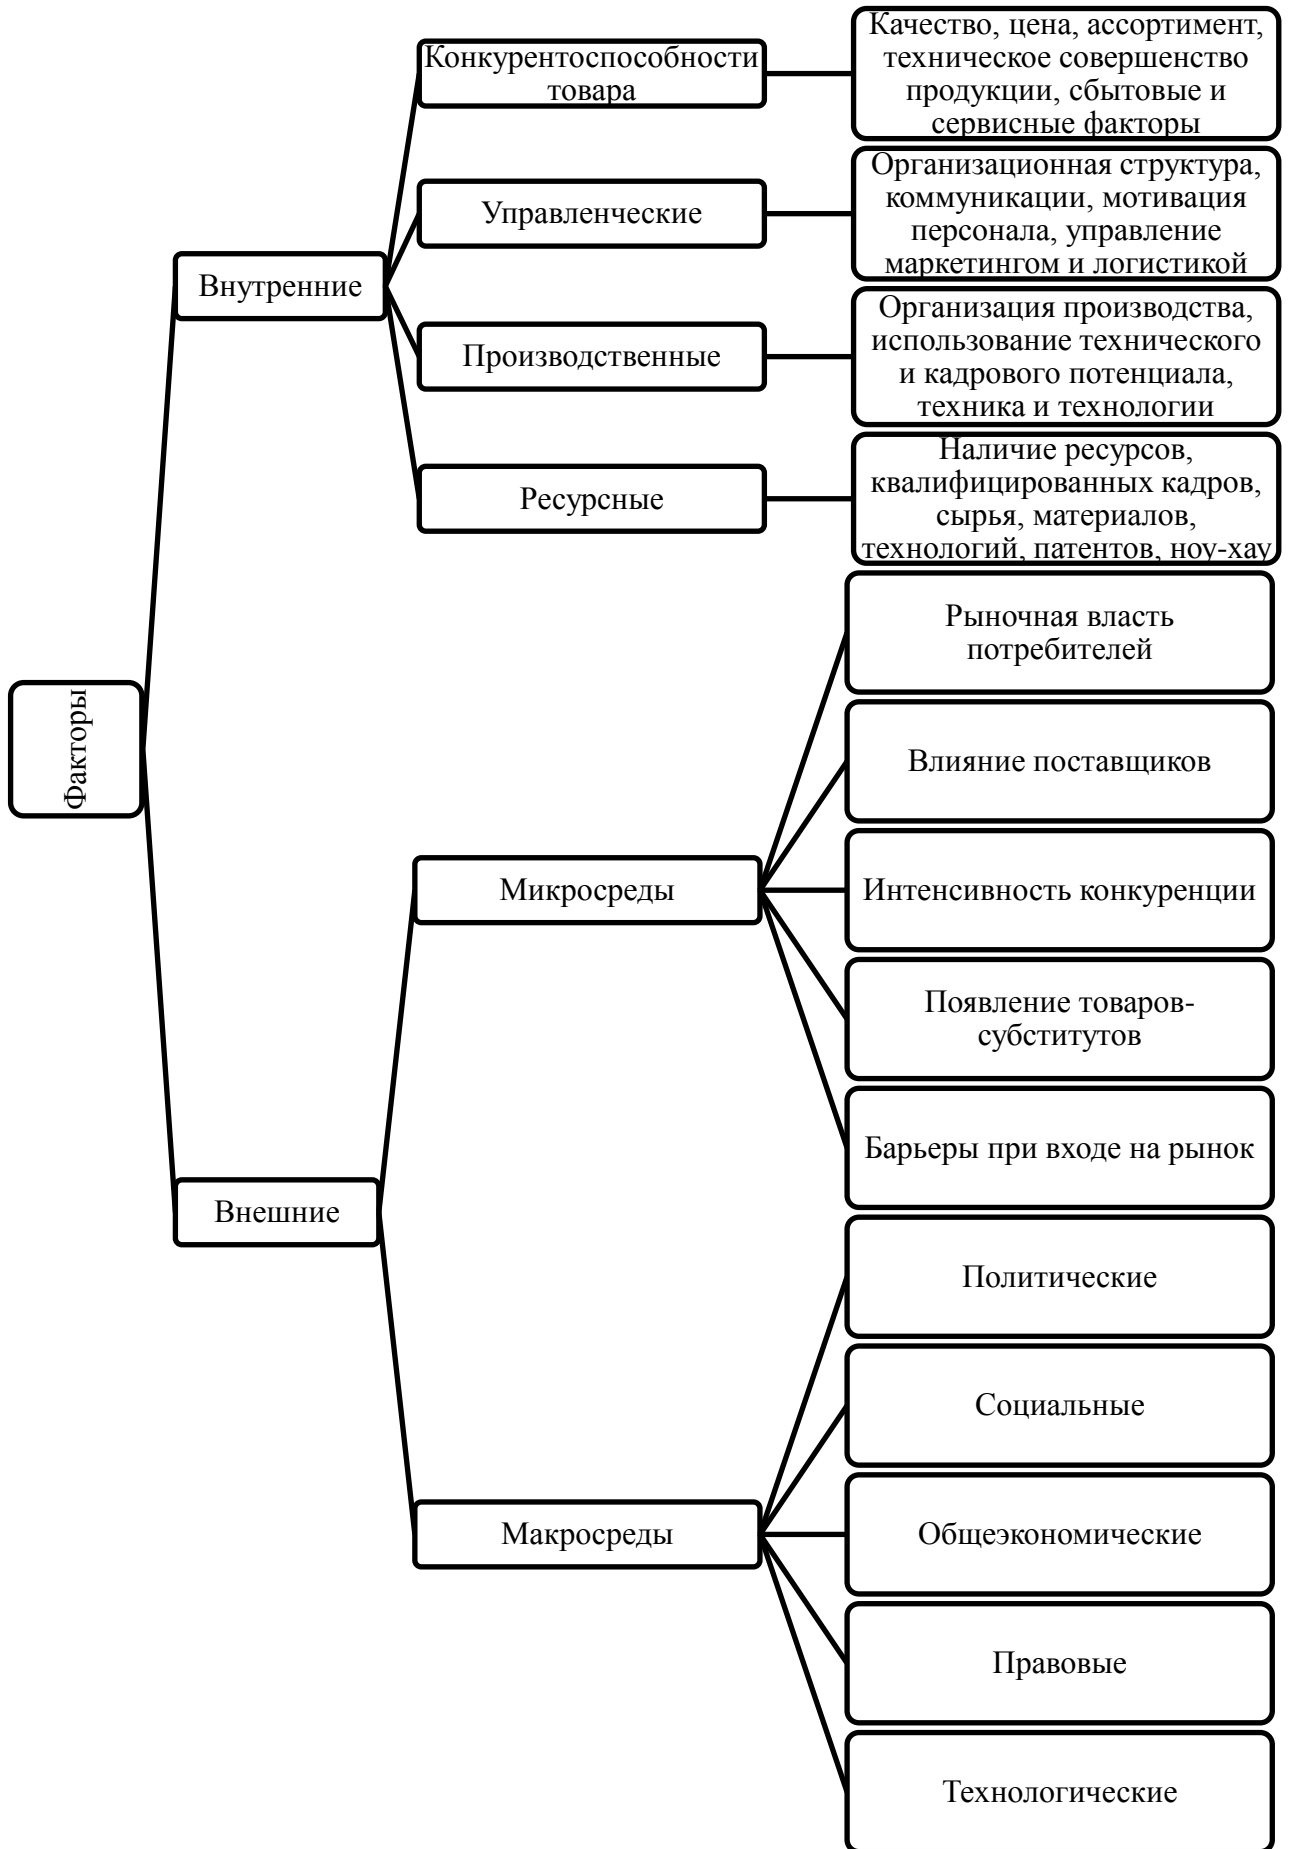 Факторы
Внутренние
Конкурентоспособности
товара
Качество, цена, ассортимент,
техническое совершенство
продукции, сбытовые и
сервисные факторы
Управленческие
Организационная структура,
коммуникации, мотивация
персонала, управление
маркетингом и логистикой
Производственные
Организация производства,
использование технического
и кадрового потенциала,
техника и технологии
Ресурсные
Наличие ресурсов,
квалифицированных кадров,
сырья, материалов,
технологий, патентов, ноу-хау
Внешние
Микросреды
Рыночная власть
потребителей
Влияние поставщиков
Интенсивность конкуренции
Появление товаров-
субститутов
Барьеры при входе на рынок
Макросреды
Политические
Социальные
Общеэкономические
Правовые
Технологические